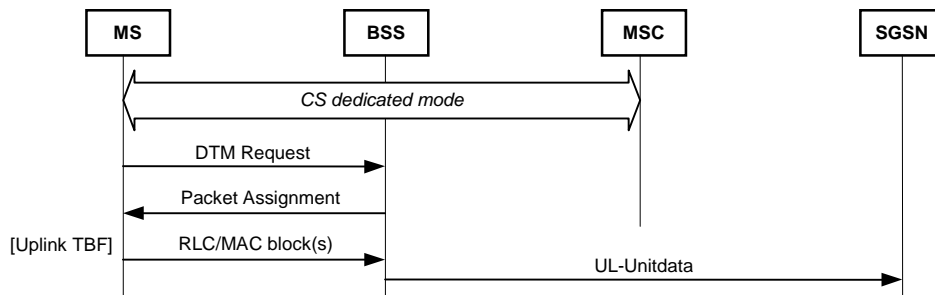 MS BSS MSC SGSN
CS dedicated mode
DTM Request
Packet Assignment
[Uplink TBF] RLC/MAC block(s)
UL-Unitdata